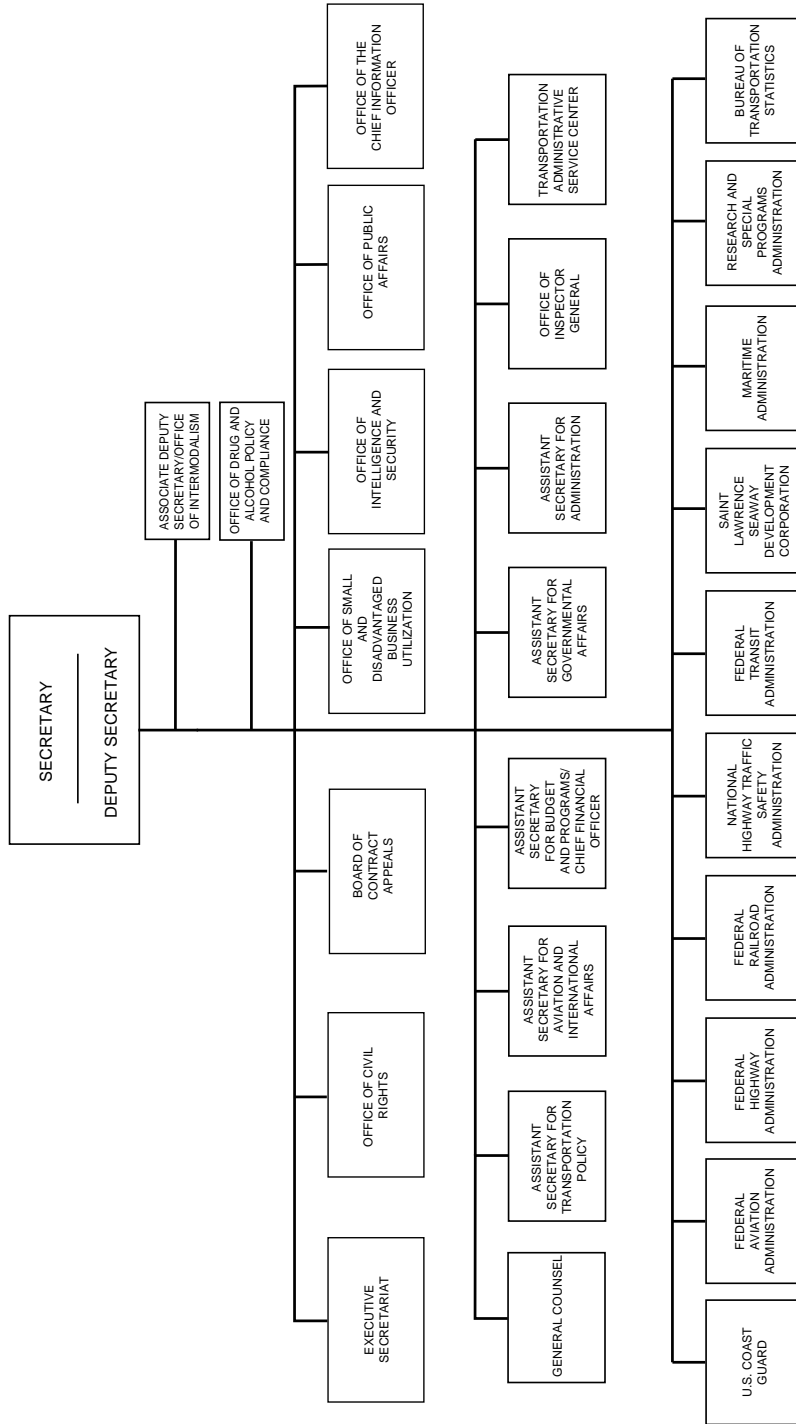 SECRETARY
DEPUTY SECRETARY
ASSOCIATE DEPUTY
SECRETARY/OFFICE
OF INTERMODALISM
OFFICE OF DRUG AND
ALCOHOL POLICY
AND COMPLIANCE
EXECUTIVE
SECRETARIAT
OFFICE OF CIVIL
RIGHTS
BOARD OF
CONTRACT
APPEALS
OFFICE OF SMALL
AND
DISADVANTAGED
BUSINESS
UTILIZATION
OFFICE OF
INTELLIGENCE AND
SECURITY
OFFICE OF PUBLIC
AFFAIRS
OFFICE OF THE
CHIEF INFORMATION
OFFICER
GENERAL COUNSEL
ASSISTANT
SECRETARY FOR
TRANSPORTATION
POLICY
ASSISTANT
SECRETARY FOR
AVIATION AND
INTERNATIONAL
AFFAIRS
ASSISTANT
SECRETARY
FOR BUDGET
AND PROGRAMS/
CHIEF FINANCIAL
OFFICER
ASSISTANT
SECRETARY FOR
GOVERNMENTAL
AFFAIRS
ASSISTANT
SECRETARY FOR
ADMINISTRATION
OFFICE OF
INSPECTOR
GENERAL
TRANSPORTATION
ADMINISTRATIVE
SERVICE CENTER
U.S. COAST
GUARD
FEDERAL
AVIATION
ADMINISTRATION
FEDERAL
HIGHWAY
ADMINISTRATION
FEDERAL
RAILROAD
ADMINISTRATION
NATIONAL
HIGHWAY TRAFFIC
SAFETY
ADMINISTRATION
FEDERAL
TRANSIT
ADMINISTRATION
SAINT
LAWRENCE
SEAWAY
DEVELOPMENT
CORPORATION
MARITIME
ADMINISTRATION
RESEARCH AND
SPECIAL
PROGRAMS
ADMINISTRATION
BUREAU OF
TRANSPORTATION
STATISTICS